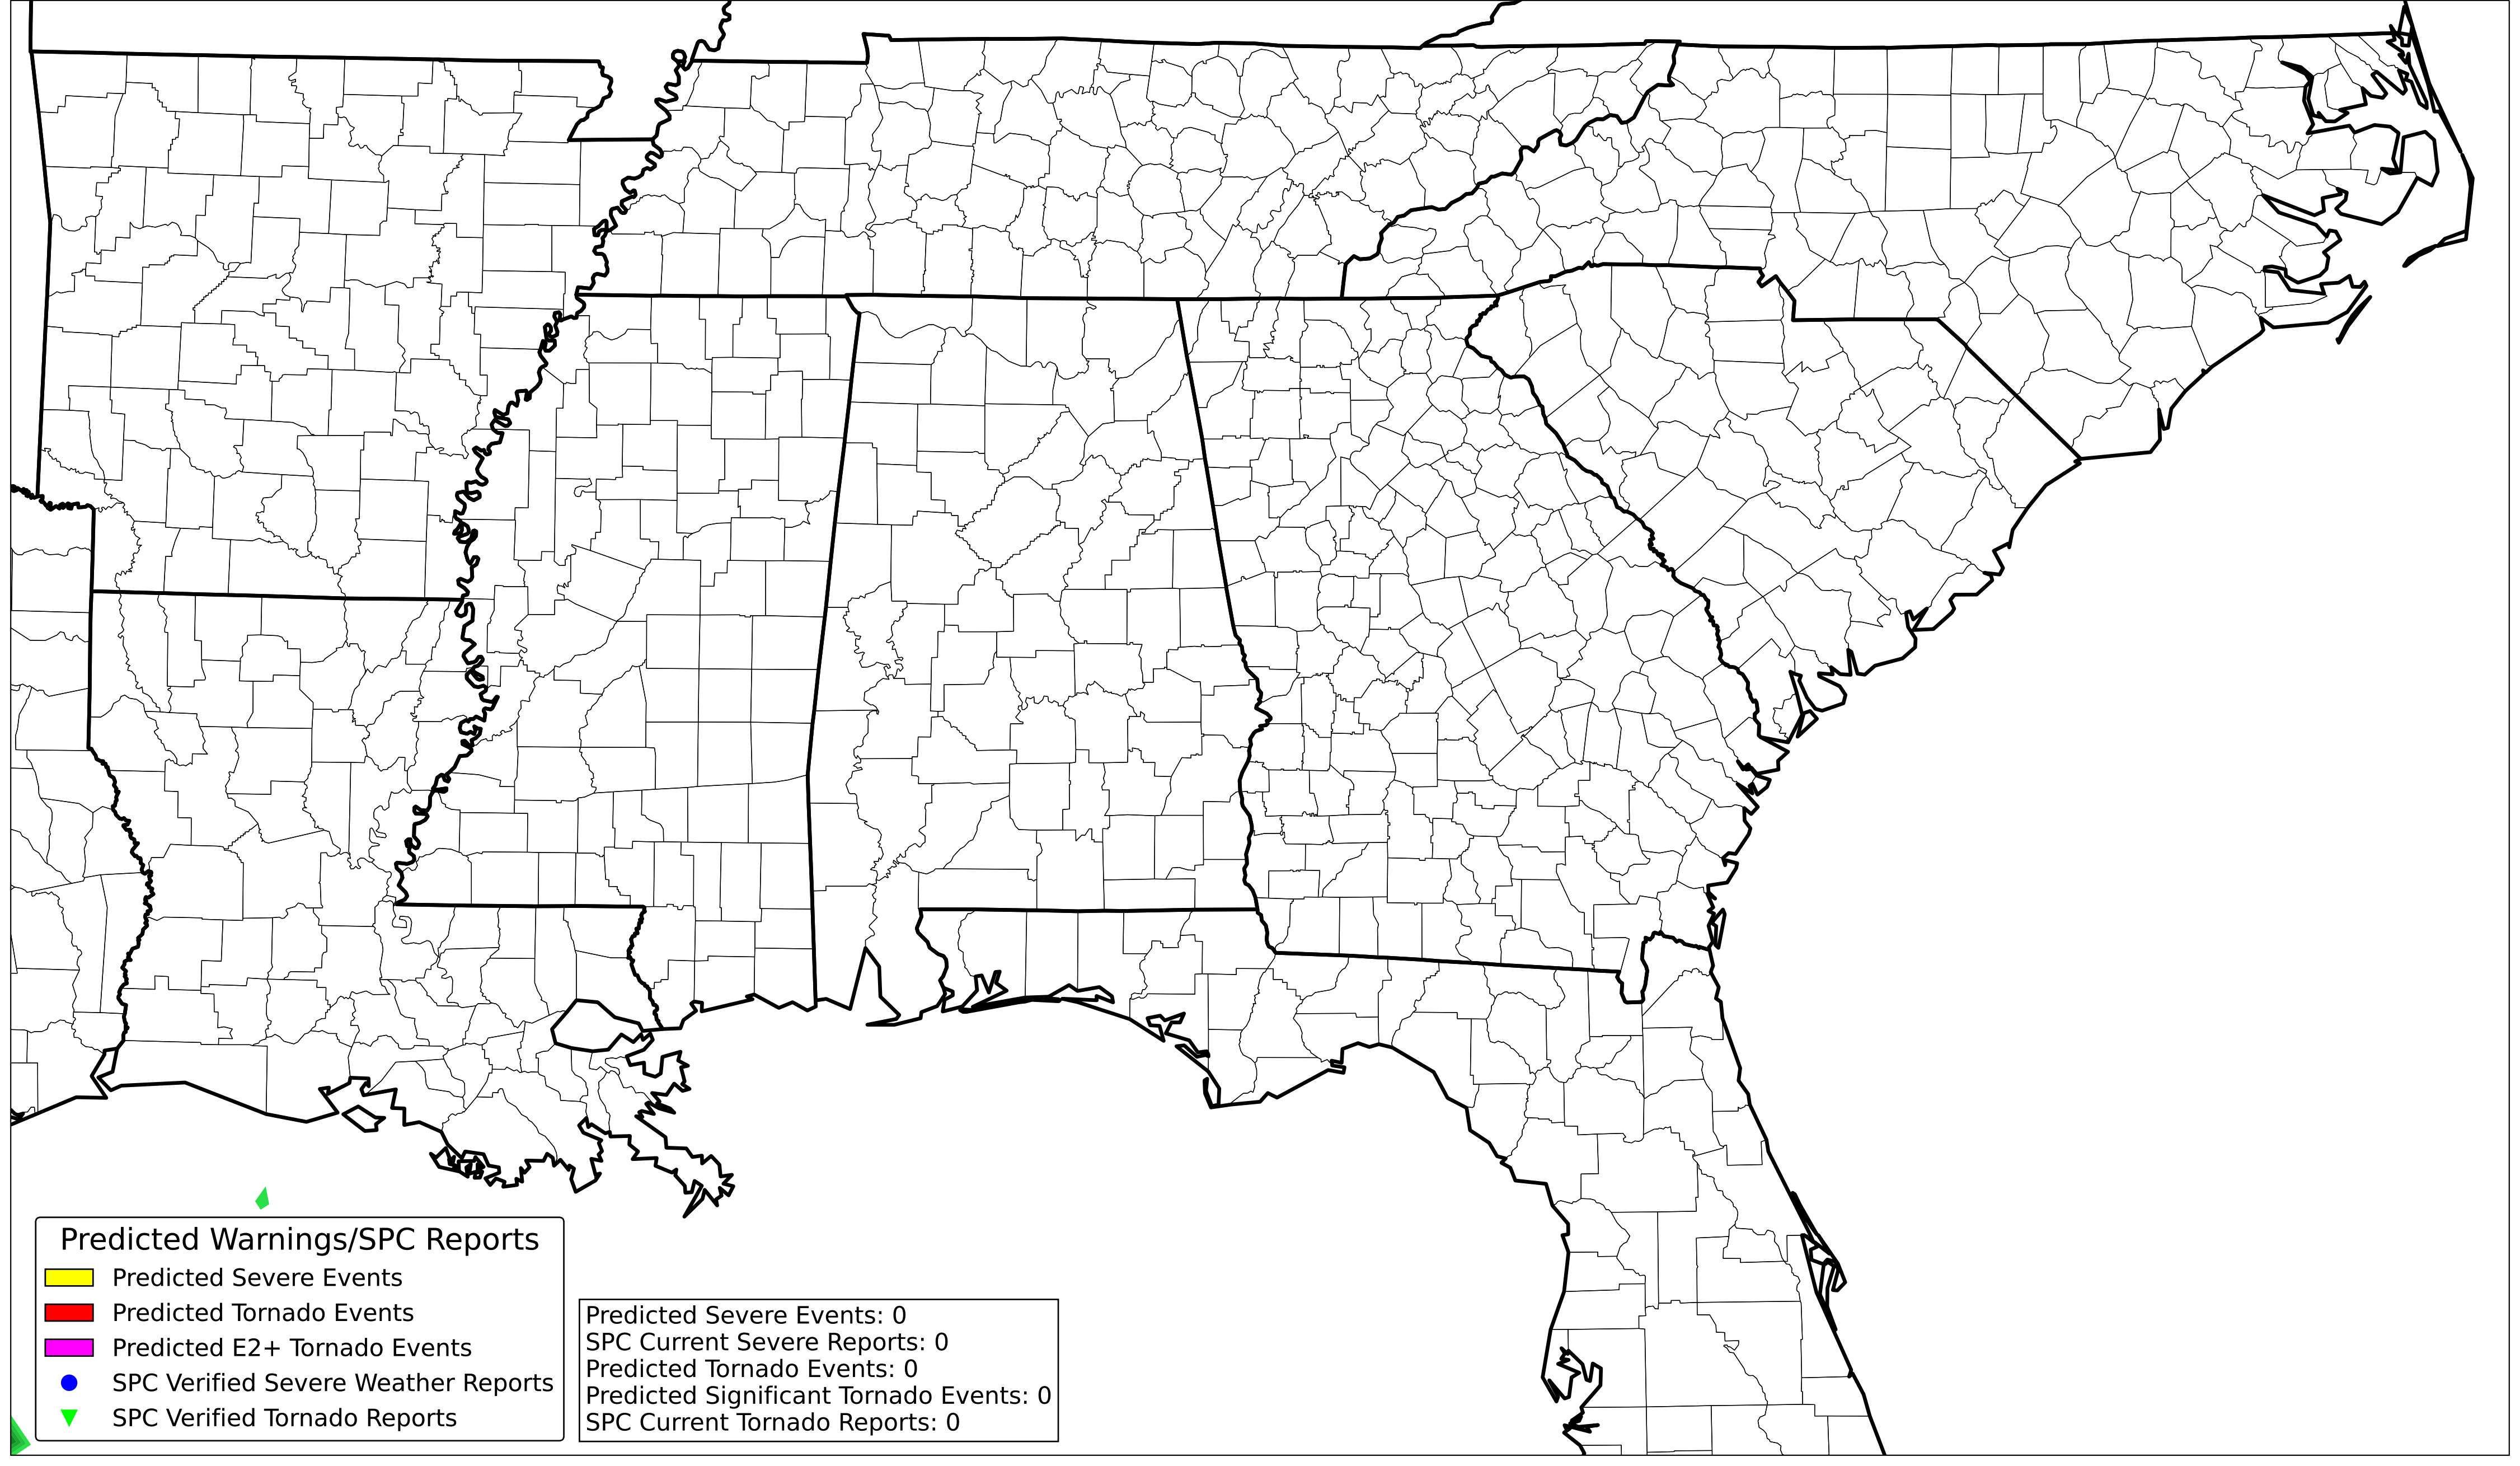 Predicted Warnings/SPC Reports
Predicted Severe Events
Predicted Tornado Events
Predicted E2+ Tornado Events
SPC Verified Severe Weather Reports
SPC Verified Tornado Reports
Predicted Severe Events: 0
SPC Current Severe Reports: 0
Predicted Tornado Events: 0
Predicted Significant Tornado Events: 0
SPC Current Tornado Reports: 0